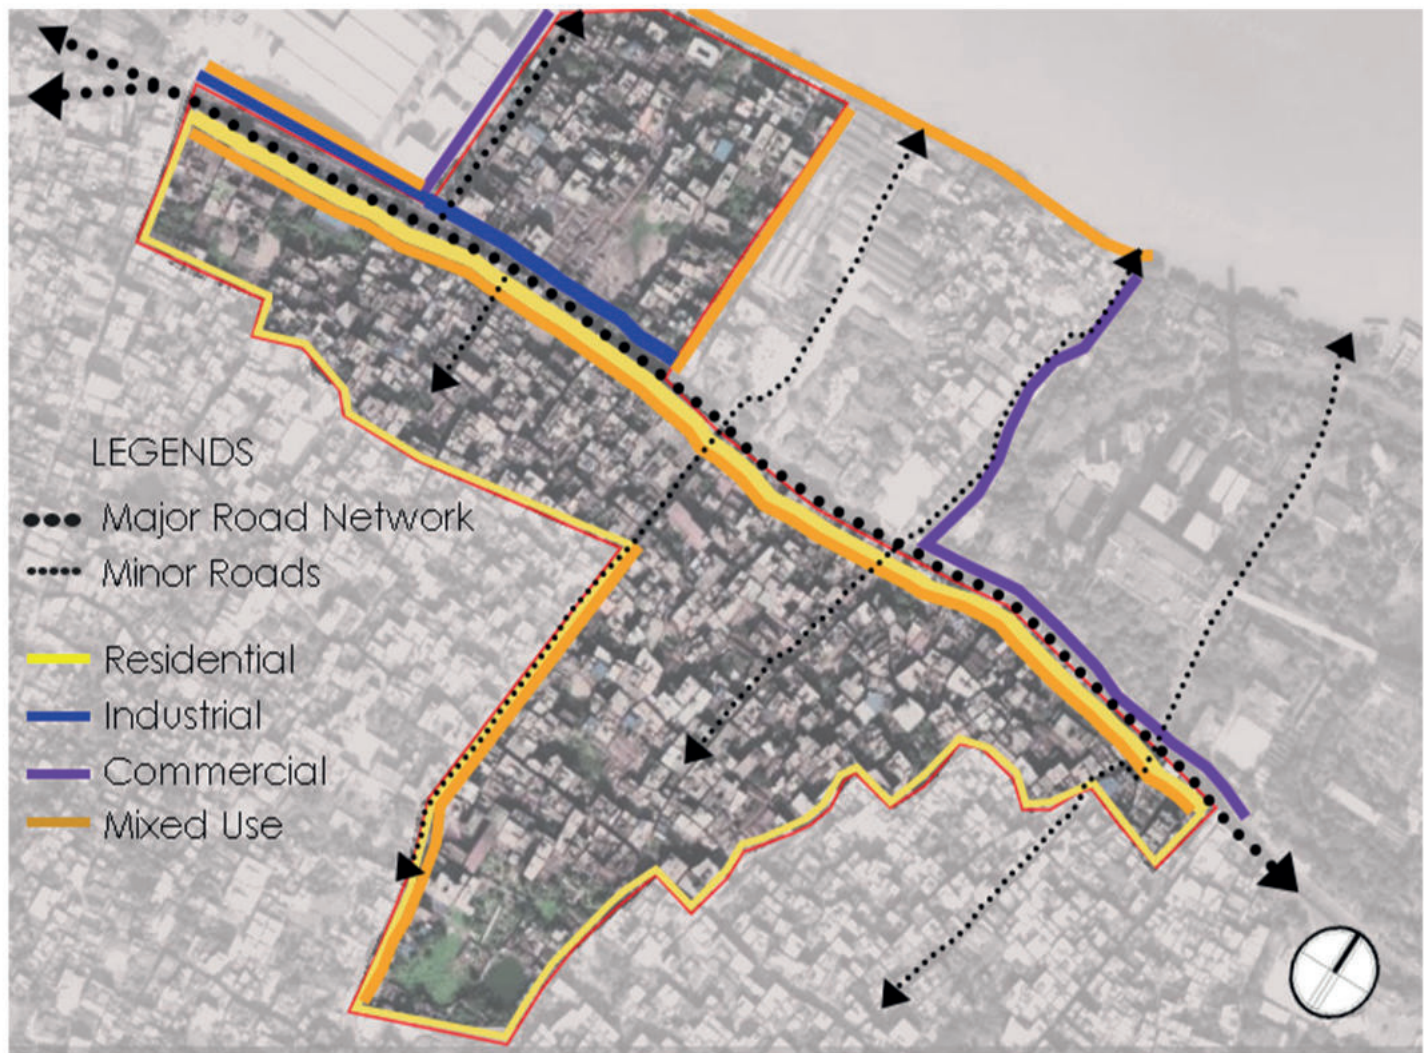 LEGENDS
Major Road Network
Minor Roads
Residential
Industrial
Commercial
Mixed Use